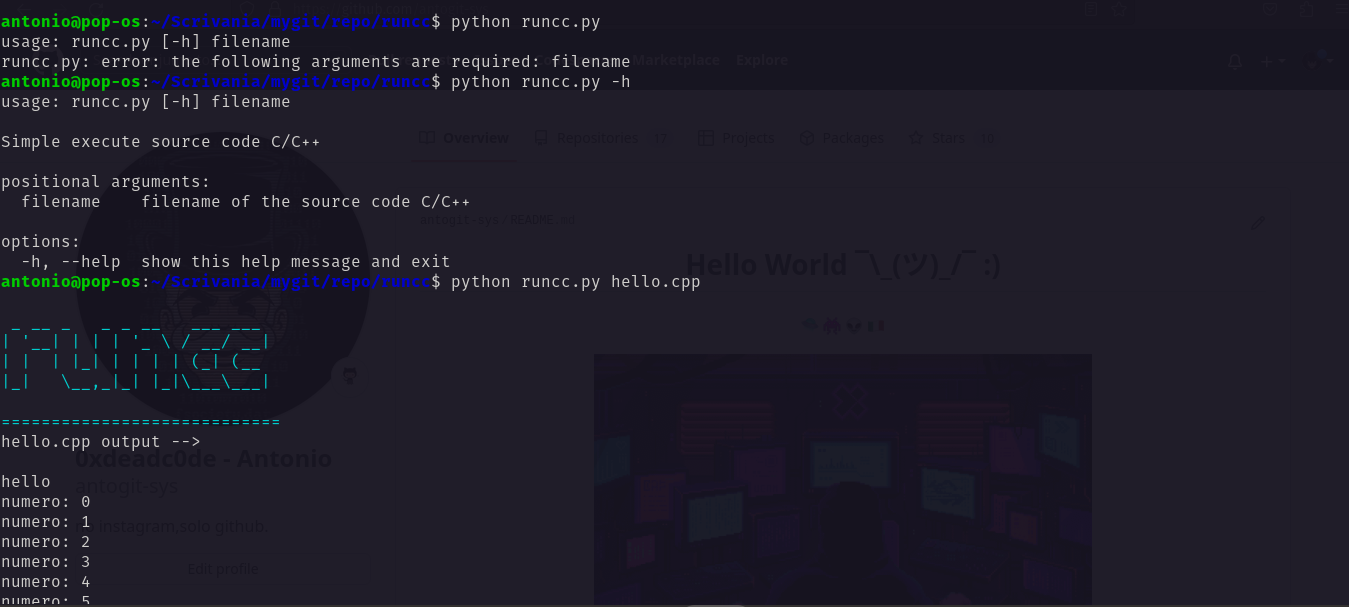 antonio@pop-os:~/Scrivania/mygit/repo/runcc$ python runcc.py
usage: runcc.py [-h] filename
runcc.py: error: the following arguments are required: filename
Marketplace Explore
antonio@pop-os:~/Scrivania/mygit/repo/runcc$ python runcc.py -h
usage: runcc.py [-h] filename
Overview Repositories 17 Projects Packages Stars 10
Simple execute source code C/C++
positional arguments:
  filename    filename of the source code C/C++
antogit-sys / README.md
options:
  -h, --help  show this help message and exit
Hello World ¯\_(ツ)_/¯ :)
antonio@pop-os:~/Scrivania/mygit/repo/runcc$ python runcc.py hello.cpp
 _ __ _   _ _ __   ___ ___
| '__| | | | '_ \ / __/ __|
| |  | |_| | | | | (_| (__
|_|   \__,_|_| |_|\___\___|
============================
hello.cpp output -->
0xdeadc0de - Antonio
antogit-sys
hello
numero: 0
numero: 1
instagram,solo github
numero: 2
numero: 3
Edit profile
numero: 4
numero: 5